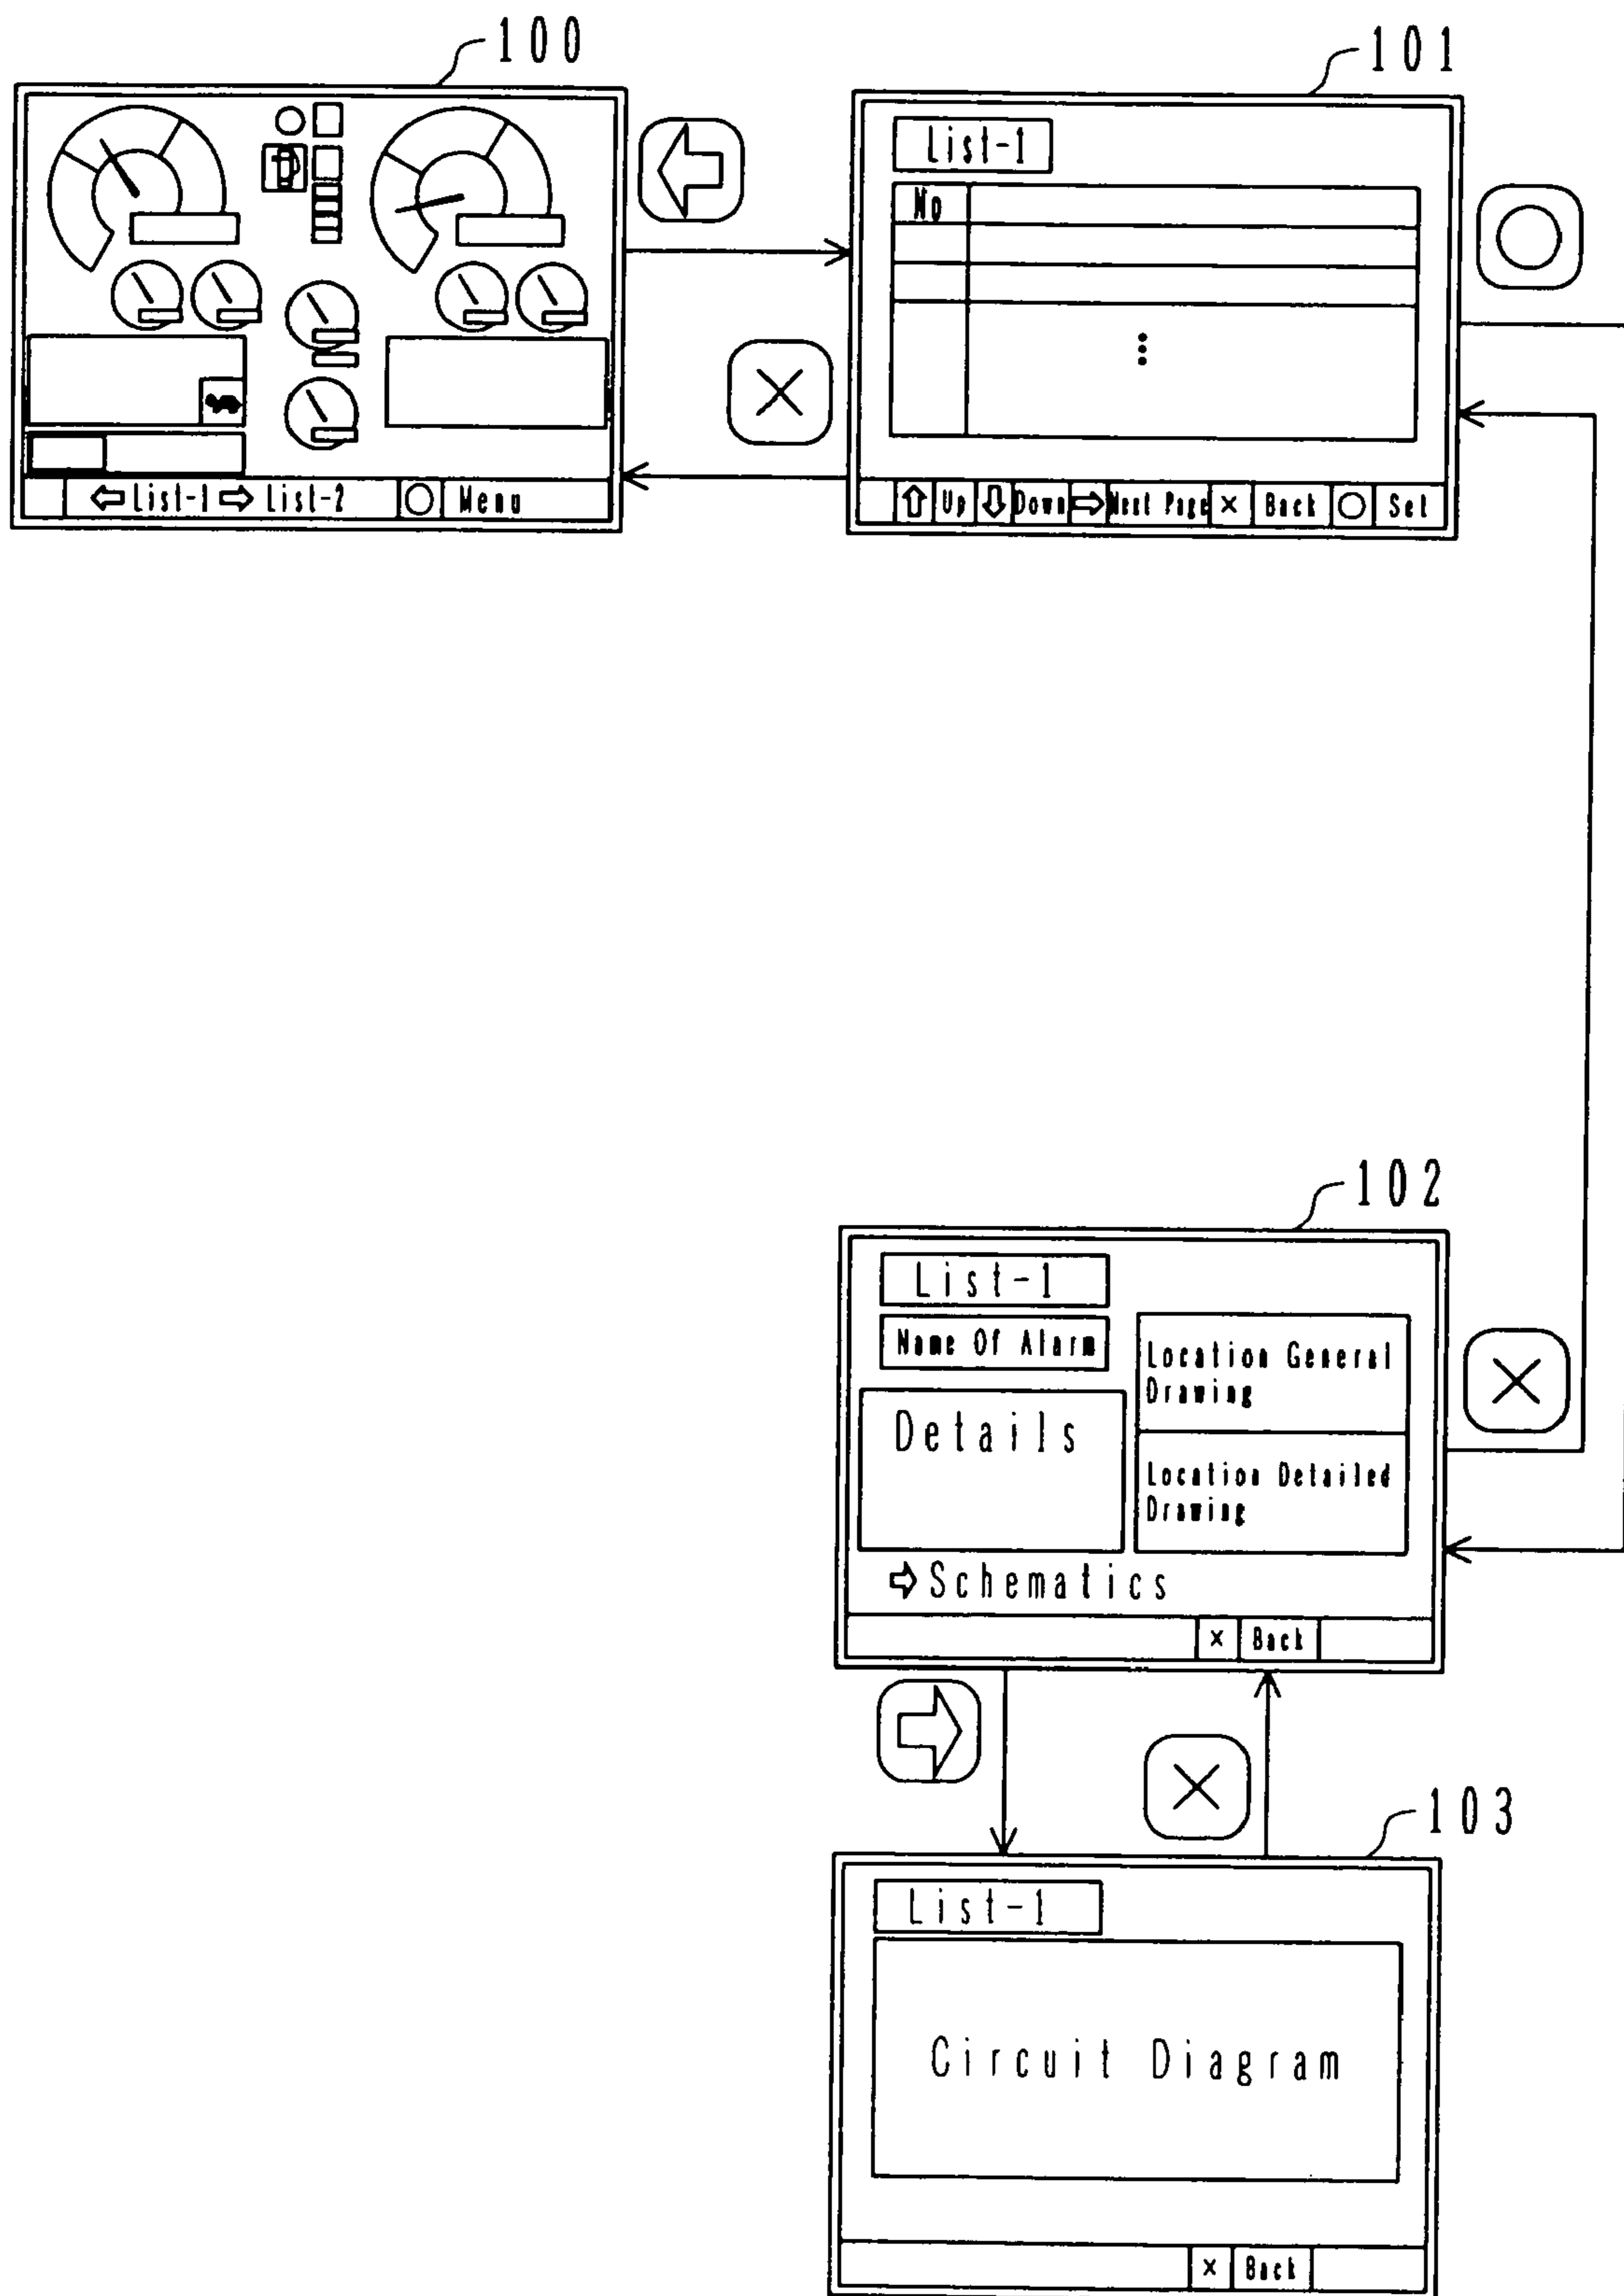 100
101
List-1
No
⇦List-1 ⇨ List-2 ○ Menu
⇧ Up ⇩ Down ⇨ Next Page × Back ○ Set
102
List-1
Name Of Alarm
Location General
Drawing
Details
Location Detailed
Drawing
⇨ Schematics
× Back
103
List-1
Circuit Diagram
× Back